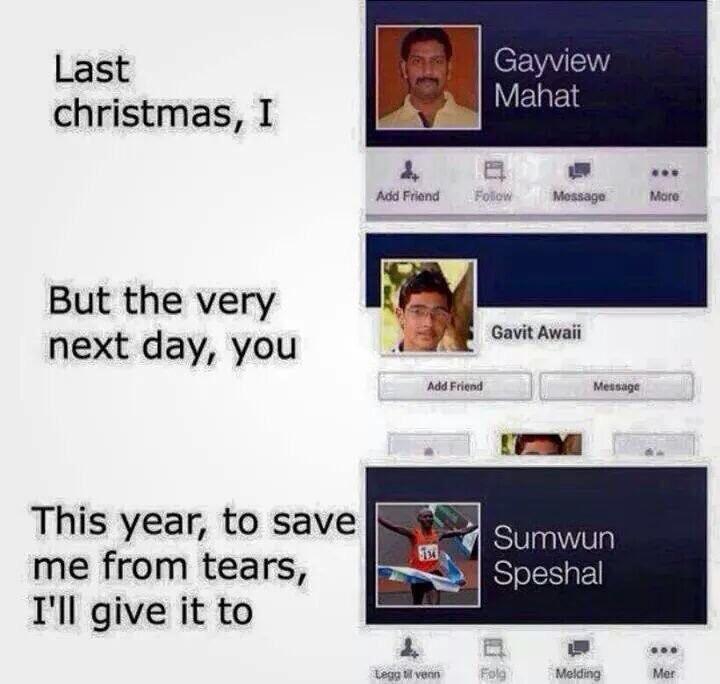 Last
christmas, I
Gayview
Mahat
Add Friend
Follow
Message
More
But the very
next day, you
Gavit Awaii
Add Friend
Message
This year, to save
me from tears,
I'll give it to
Sumwun
Speshal
Legg til venn
Følg
Melding
Mer